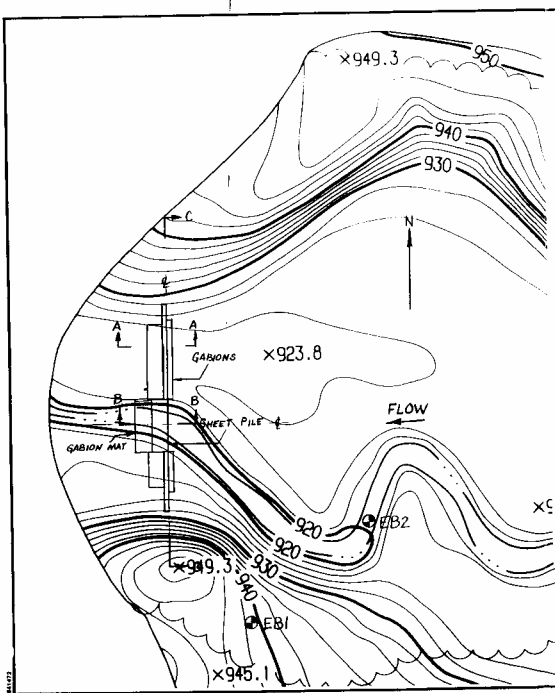 950
×949.3
940
930
C
N
℄
A A
GABIONS
×923.8
B B
SHEET PILE ℄
FLOW
GABION MAT
920
EB2
920
930
×949.3
940
EB1
×945.1